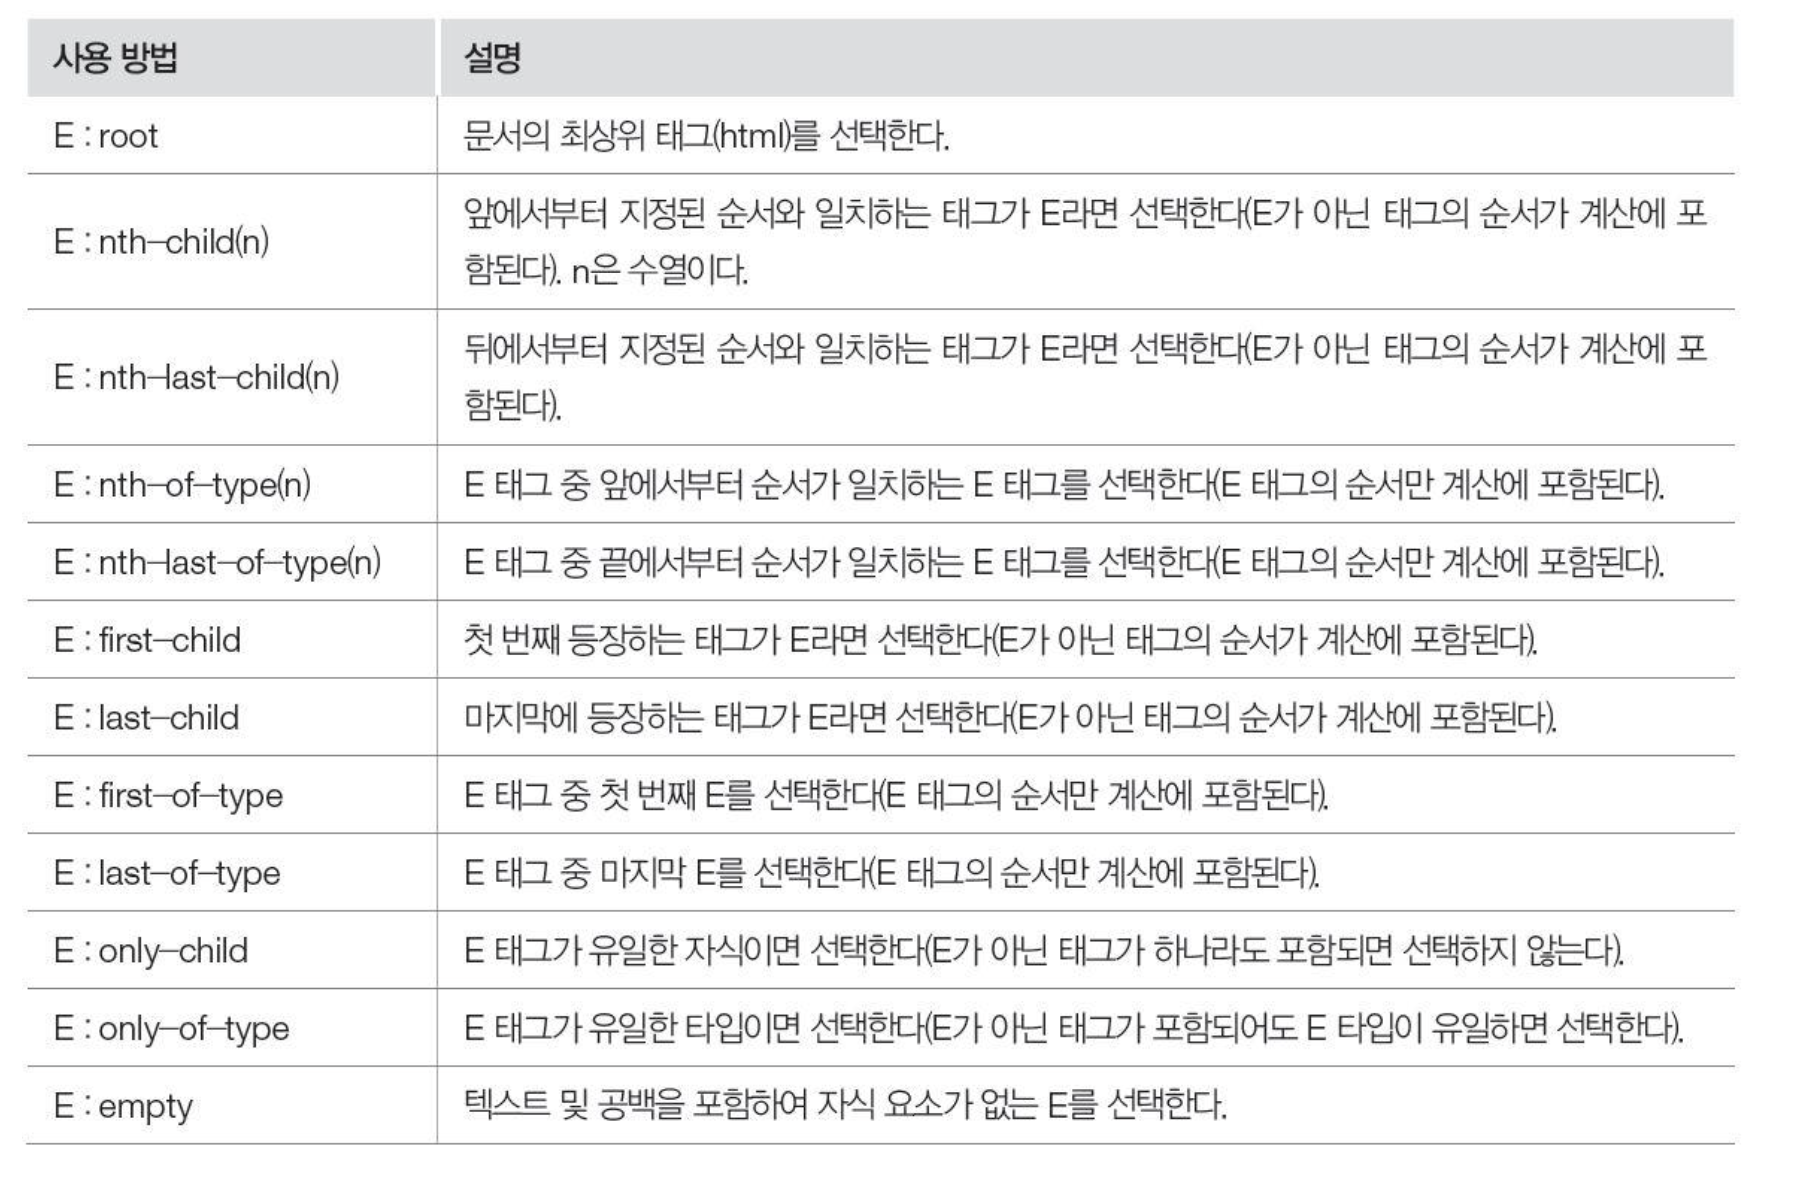 사용 방법 설명
E : root 문서의 최상위 태그(html)를 선택한다.
E : nth-child(n) 앞에서부터 지정된 순서와 일치하는 태그가 E라면 선택한다(E가 아닌 태그의 순서가 계산에 포
함된다). n은 수열이다.
E : nth-last-child(n) 뒤에서부터 지정된 순서와 일치하는 태그가 E라면 선택한다(E가 아닌 태그의 순서가 계산에 포
함된다).
E : nth-of-type(n) E 태그 중 앞에서부터 순서가 일치하는 E 태그를 선택한다(E 태그의 순서만 계산에 포함된다).
E : nth-last-of-type(n) E 태그 중 끝에서부터 순서가 일치하는 E 태그를 선택한다(E 태그의 순서만 계산에 포함된다).
E : first-child 첫 번째 등장하는 태그가 E라면 선택한다(E가 아닌 태그의 순서가 계산에 포함된다).
E : last-child 마지막에 등장하는 태그가 E라면 선택한다(E가 아닌 태그의 순서가 계산에 포함된다).
E : first-of-type E 태그 중 첫 번째 E를 선택한다(E 태그의 순서만 계산에 포함된다).
E : last-of-type E 태그 중 마지막 E를 선택한다(E 태그의 순서만 계산에 포함된다).
E : only-child E 태그가 유일한 자식이면 선택한다(E가 아닌 태그가 하나라도 포함되면 선택하지 않는다).
E : only-of-type E 태그가 유일한 타입이면 선택한다(E가 아닌 태그가 포함되어도 E 타입이 유일하면 선택한다).
E : empty 텍스트 및 공백을 포함하여 자식 요소가 없는 E를 선택한다.